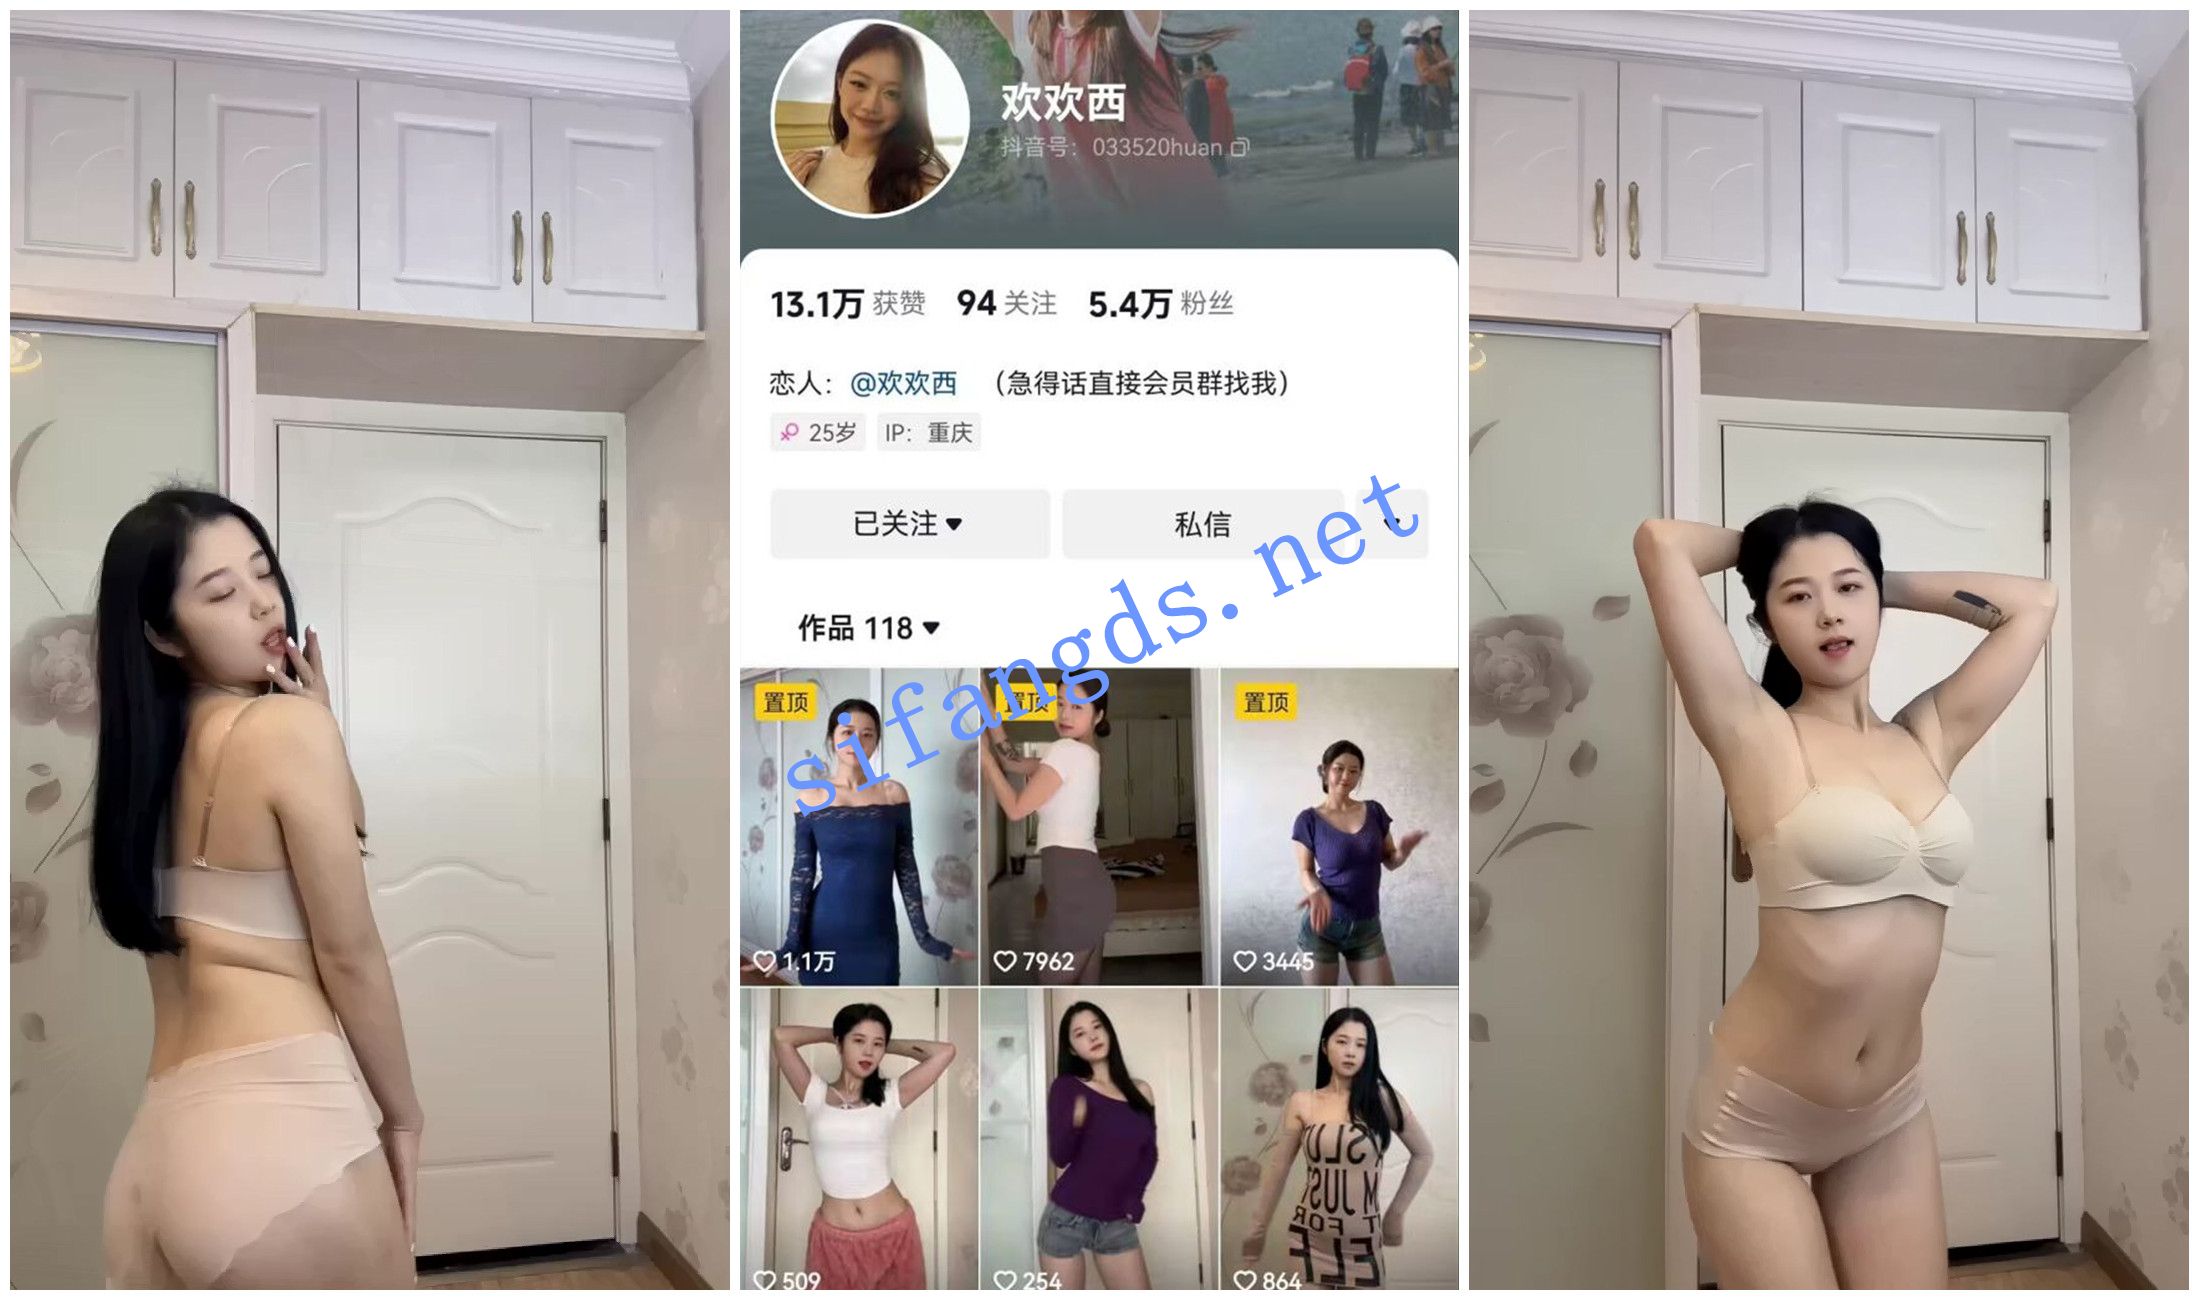 欢欢西
抖音号：033520huan
13.1万 获赞 94 关注 5.4万 粉丝
恋人：@欢欢西 （急得话直接会员群找我）
25岁 IP：重庆
已关注 私信
作品 118
置顶 置顶 置顶
1.1万 7962 3445
509 254 864
sifangds.net